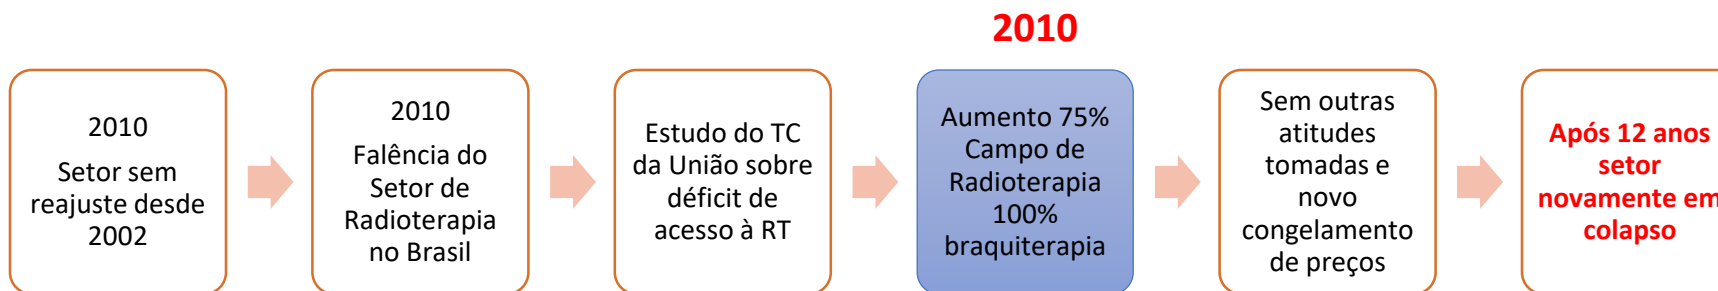 2010
2010
Setor sem
reajuste desde
2002
2010
Falência do
Setor de
Radioterapia
no Brasil
Estudo do TC
da União sobre
déficit de
acesso à RT
Aumento 75%
Campo de
Radioterapia
100%
braquiterapia
Sem outras
atitudes
tomadas e
novo
congelamento
de preços
Após 12 anos
setor
novamente em
colapso